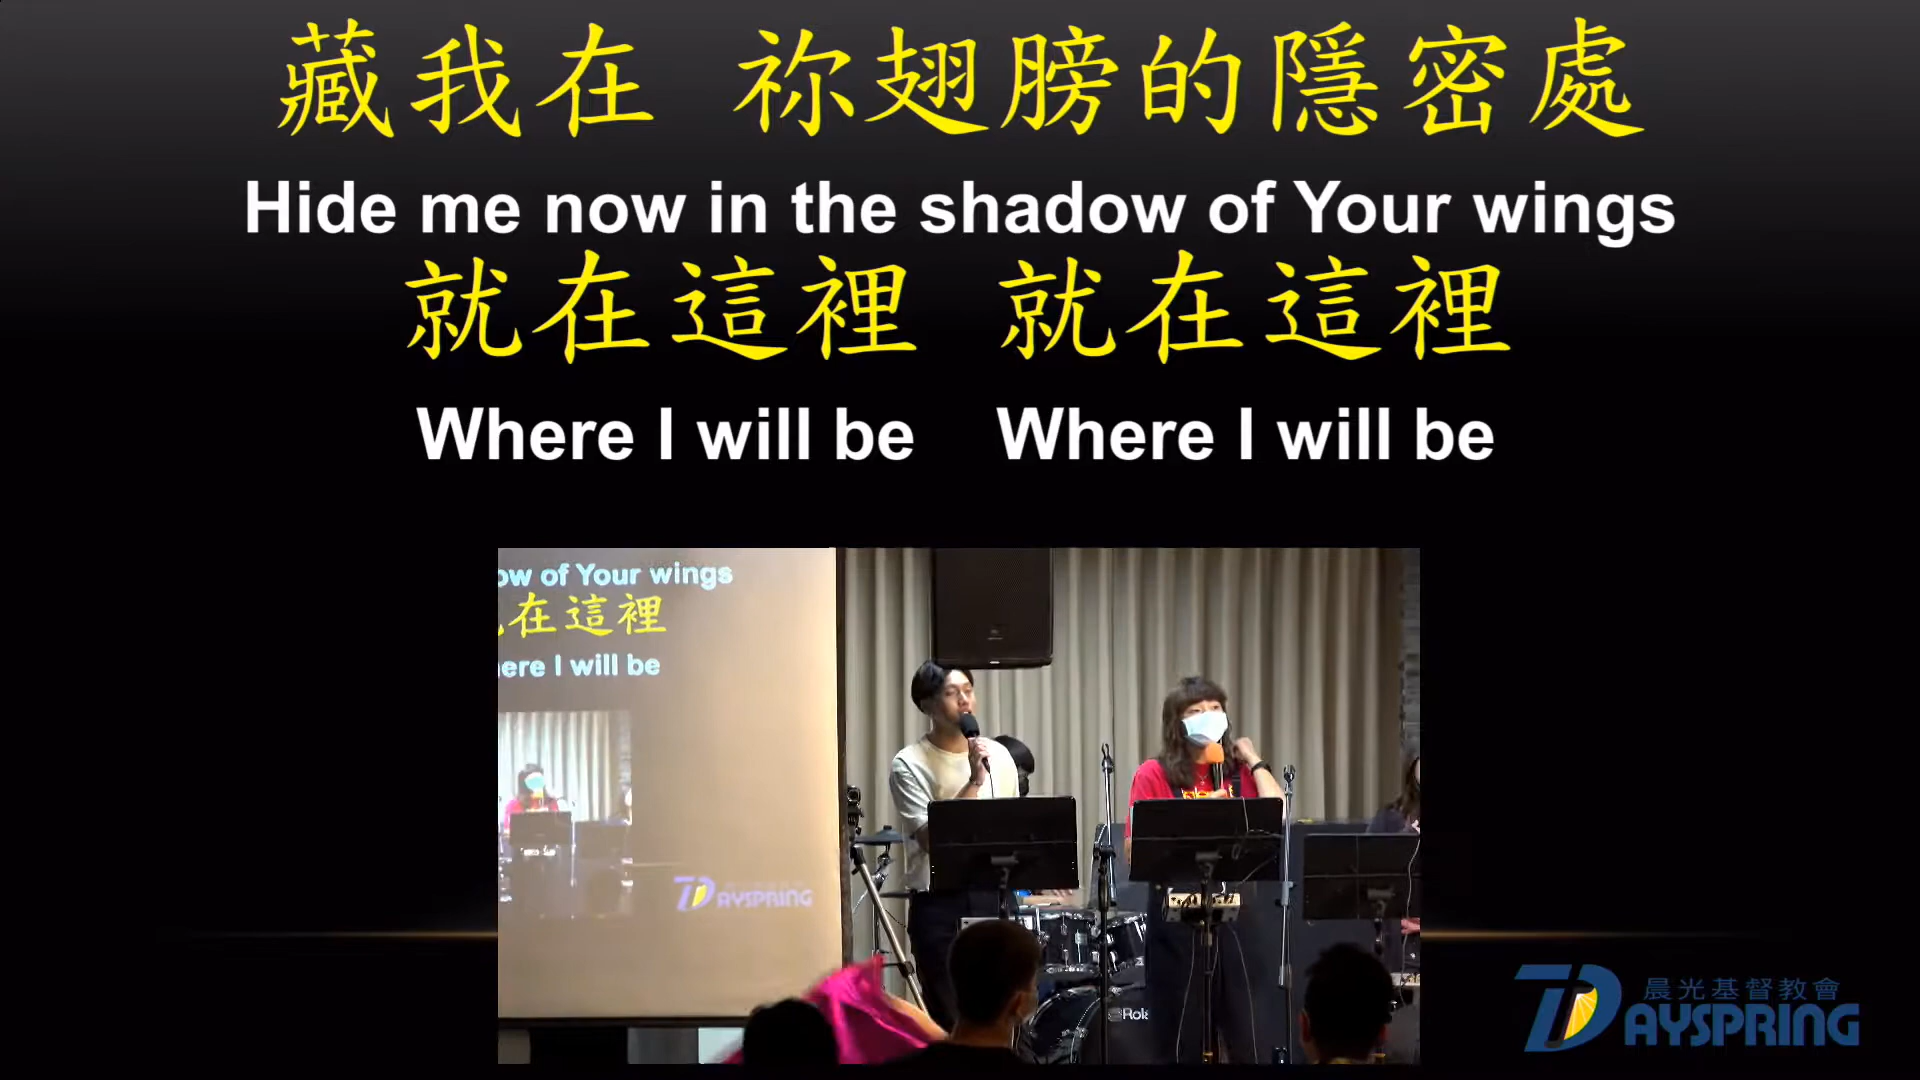 藏我在 祢翅膀的隱密處
Hide me now in the shadow of Your wings
就在這裡 就在這裡
Where I will be Where I will be
ow of Your wings
在這裡
ere I will be
DAYSPRING
Rol
晨光基督教會
DAYSPRING